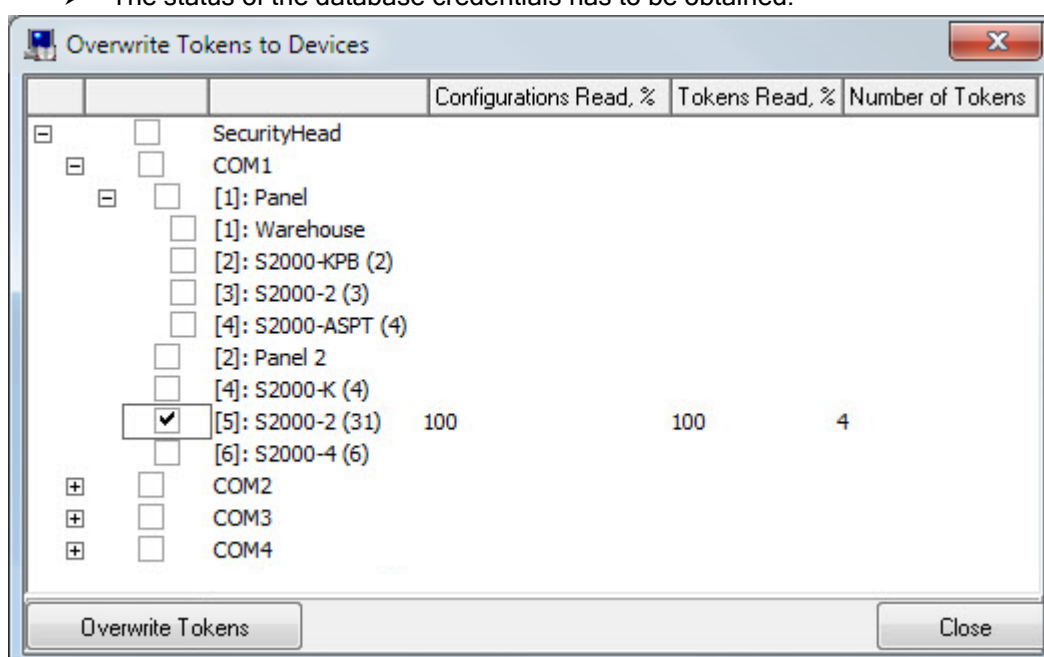 The status of the database credentials has to be obtained.
Overwrite Tokens to Devices
Configurations Read, % Tokens Read, % Number of Tokens
SecurityHead
COM1
[1]: Panel
[1]: Warehouse
[2]: S2000-KPB (2)
[3]: S2000-2 (3)
[4]: S2000-ASPT (4)
[2]: Panel 2
[4]: S2000-K (4)
[5]: S2000-2 (31) 100 100 4
[6]: S2000-4 (6)
COM2
COM3
COM4
Overwrite Tokens Close